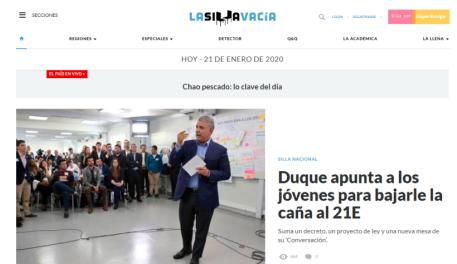 SECCIONES
LASILLAVACÍA
LOGIN | REGISTRARSE |
REGIONES
ESPECIALES
DETECTOR
Q&Q
LA ACADÉMICA
LA LLENA
HOY - 21 DE ENERO DE 2020
EL PAÍS EN VIVO
Chao pescado: lo clave del día
SILLA NACIONAL
Duque apunta a los
jóvenes para bajarle la
caña al 21E
Suma un decreto, un proyecto de ley y una nueva mesa de
su 'Conversación'.
0